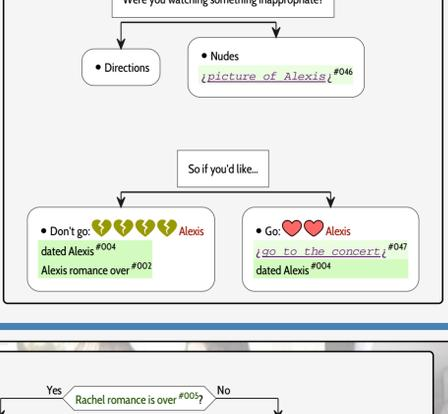 Were you watching something inappropriate?
• Directions
• Nudes
¿picture of Alexis¿ #046
So if you'd like...
• Don't go: Alexis
dated Alexis #004
Alexis romance over #002
• Go: Alexis
¿go to the concert¿ #047
dated Alexis #004
Yes
Rachel romance is over #005?
No